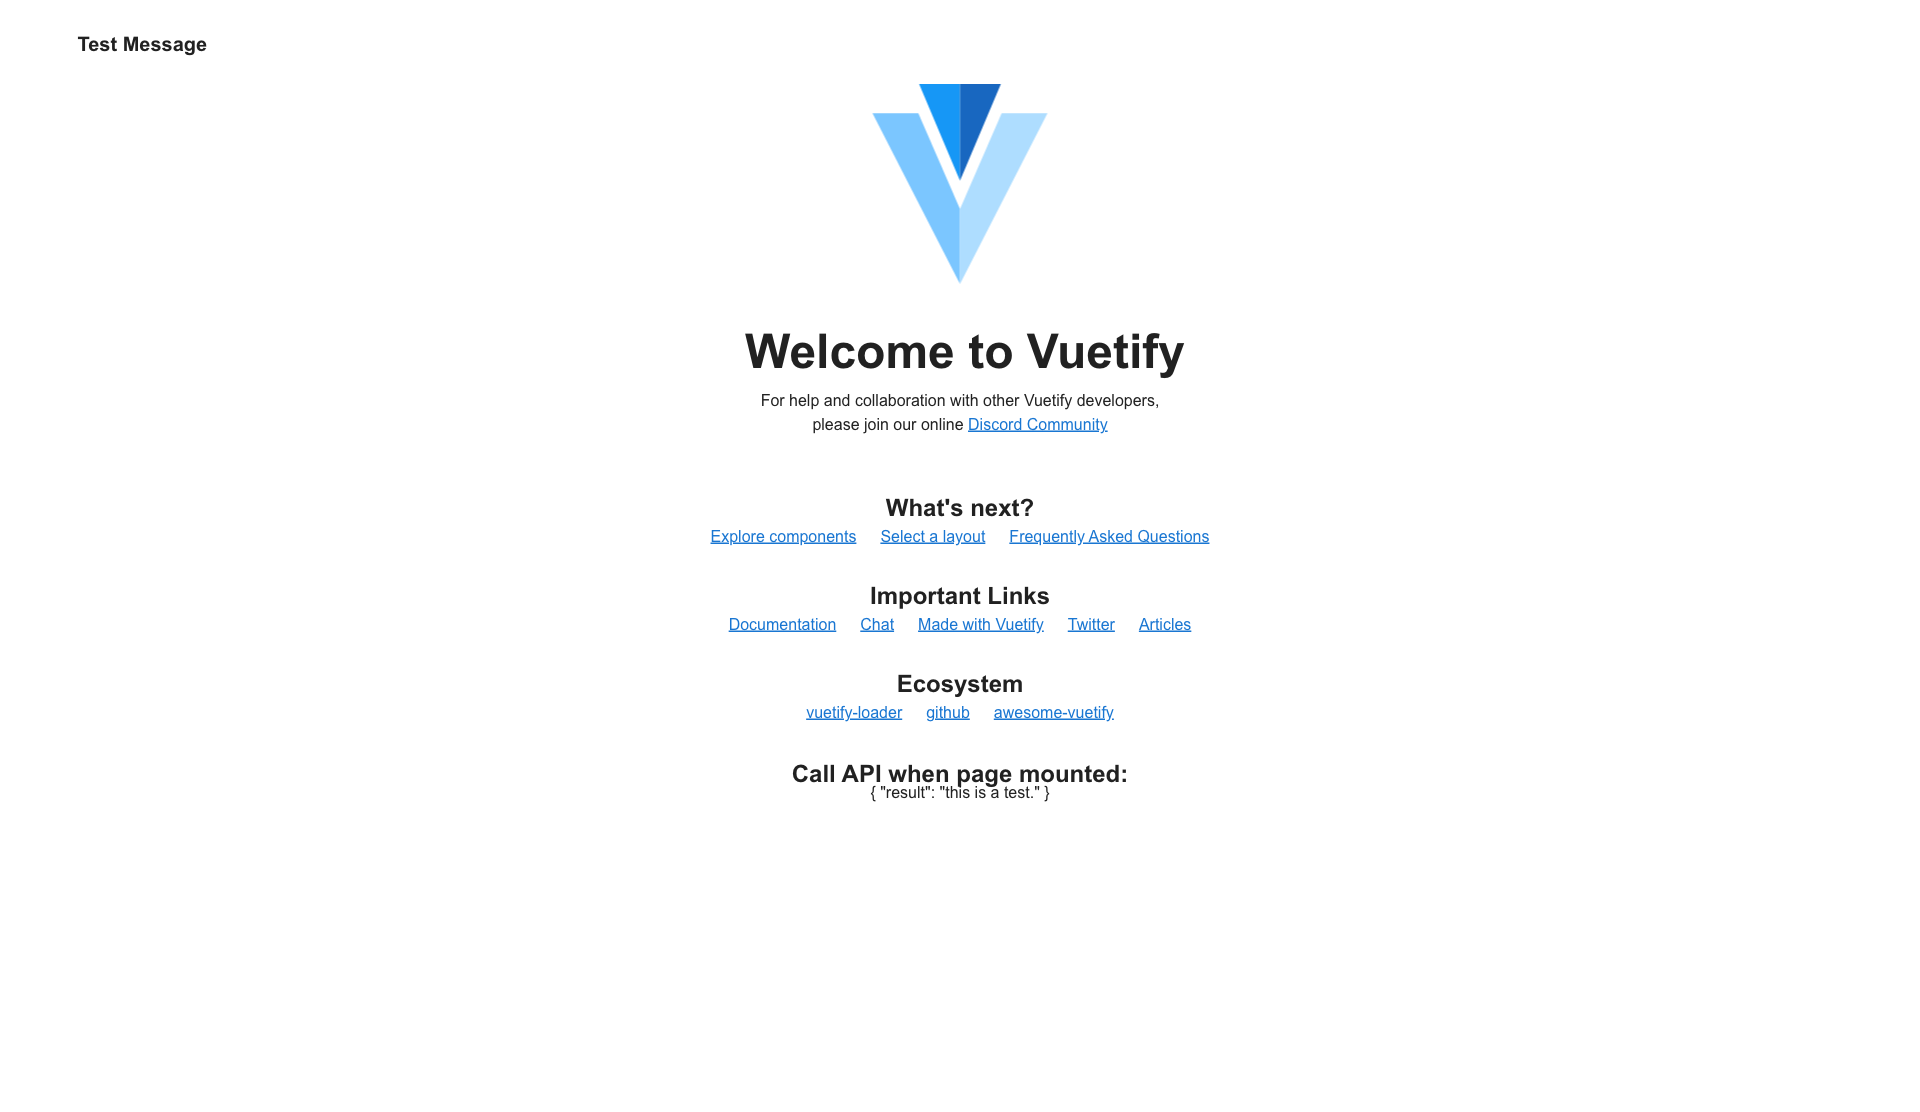 Test Message
Welcome to Vuetify
For help and collaboration with other Vuetify developers,
please join our online Discord Community
What's next?
Explore components Select a layout Frequently Asked Questions
Important Links
Documentation Chat Made with Vuetify Twitter Articles
Ecosystem
vuetify-loader github awesome-vuetify
Call API when page mounted:
{ "result": "this is a test." }